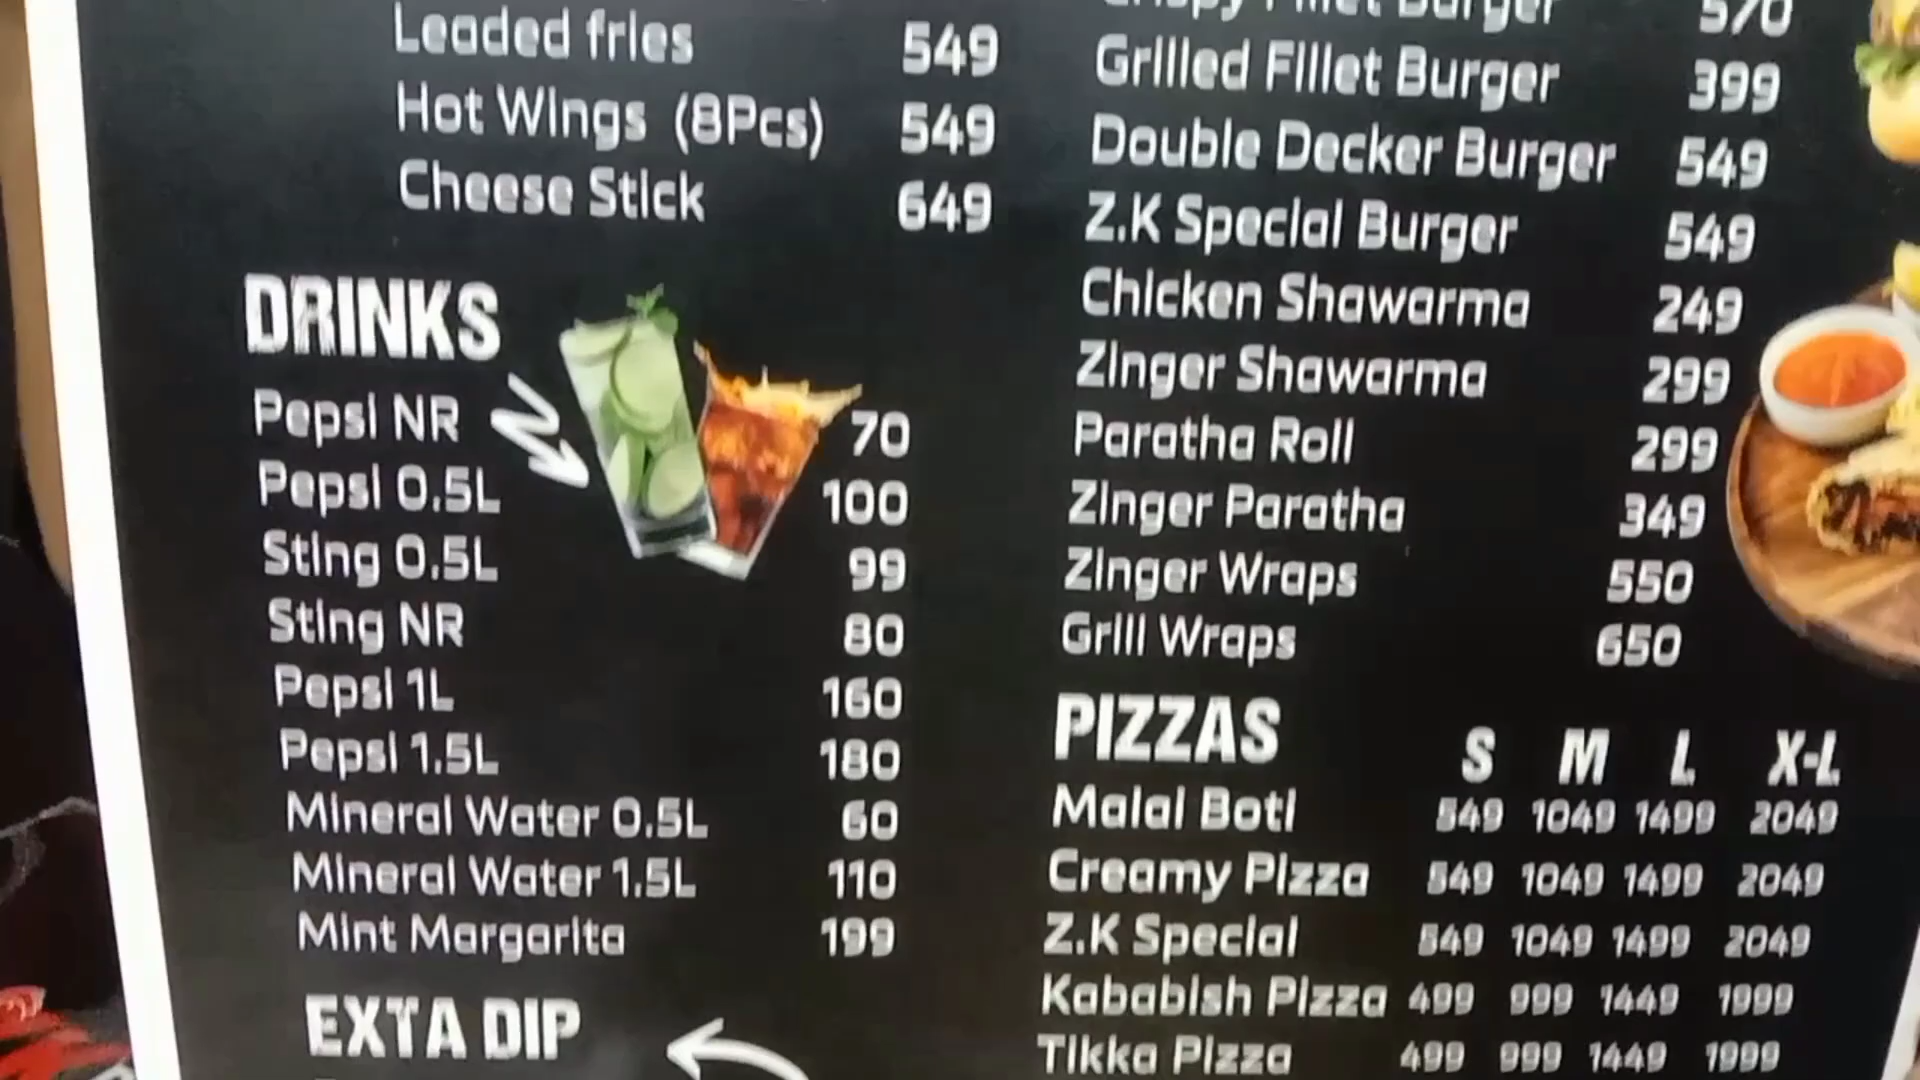 Leaded fries 549
Hot Wings (8Pcs) 549
Cheese Stick 649
DRINKS
Pepsi NR 70
Pepsi 0.5L 100
Sting 0.5L 99
Sting NR 80
Pepsi 1L 160
Pepsi 1.5L 180
Mineral Water 0.5L 60
Mineral Water 1.5L 110
Mint Margarita 199
EXTA DIP
Crispy Fillet Burger 570
Grilled Fillet Burger 399
Double Decker Burger 549
Z.K Special Burger 549
Chicken Shawarma 249
Zinger Shawarma 299
Paratha Roll 299
Zinger Paratha 349
Zinger Wraps 550
Grill Wraps 650
PIZZAS S M L X-L
Malai Boti 549 1049 1499 2049
Creamy Pizza 549 1049 1499 2049
Z.K Special 549 1049 1499 2049
Kababish Pizza 499 999 1449 1999
Tikka Pizza 499 999 1449 1999